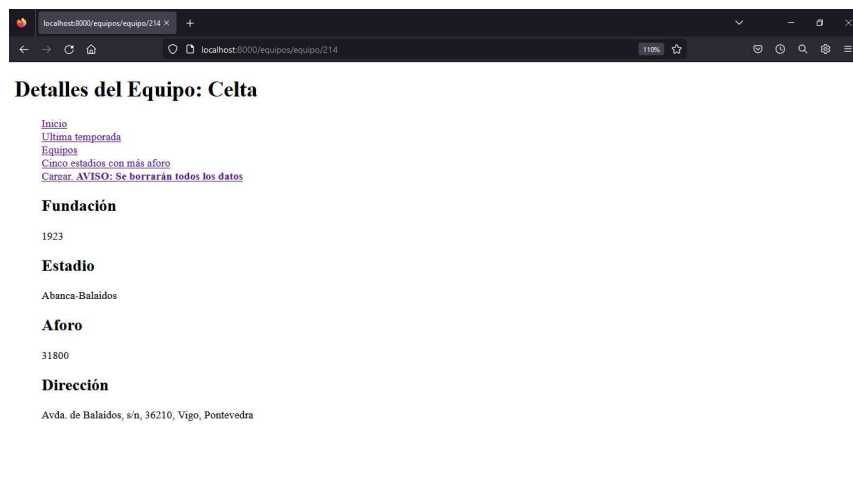 localhost:8000/equipos/equipo/214
localhost:8000/equipos/equipo/214
110%
Detalles del Equipo: Celta
Inicio
Ultima temporada
Equipos
Cinco estadios con más aforo
Cargar. AVISO: Se borrarán todos los datos
Fundación
1923
Estadio
Abanca-Balaídos
Aforo
31800
Dirección
Avda. de Balaídos, s/n, 36210, Vigo, Pontevedra